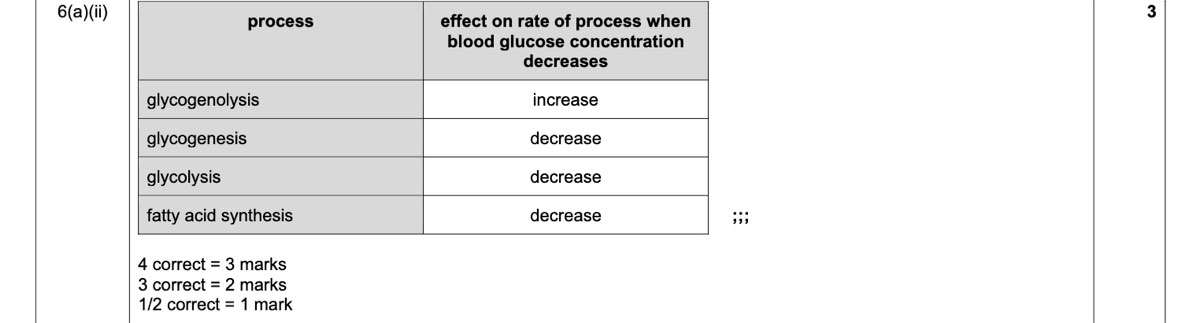 6(a)(ii)
process
effect on rate of process when
blood glucose concentration
decreases
3
glycogenolysis
increase
glycogenesis
decrease
glycolysis
decrease
fatty acid synthesis
decrease
;;;
4 correct = 3 marks
3 correct = 2 marks
1/2 correct = 1 mark